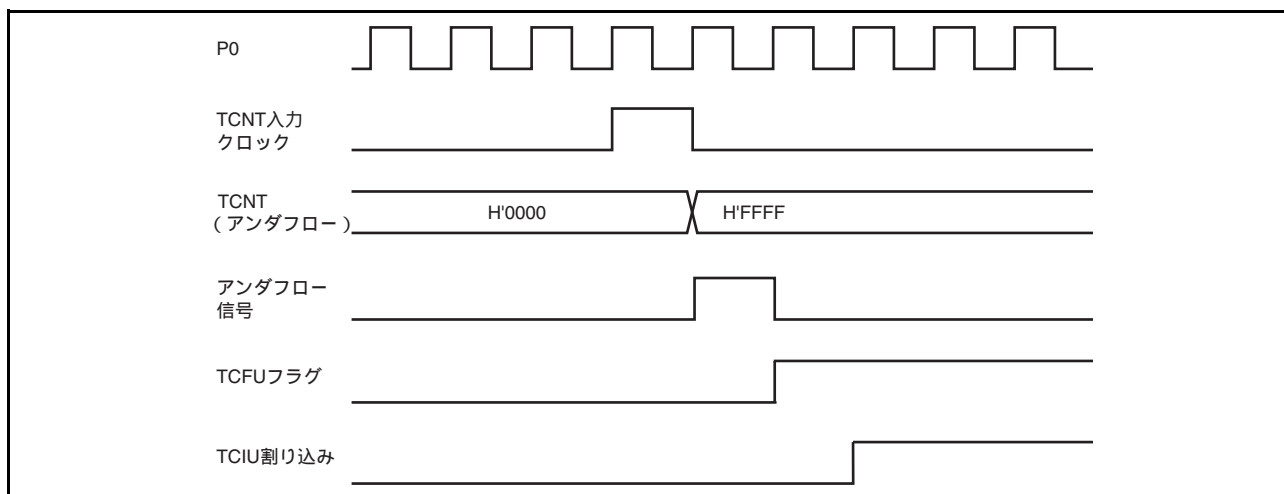 P0
TCNT入力
クロック
TCNT
(アンダフロー)
H'0000
H'FFFF
アンダフロー
信号
TCFUフラグ
TCIU割り込み